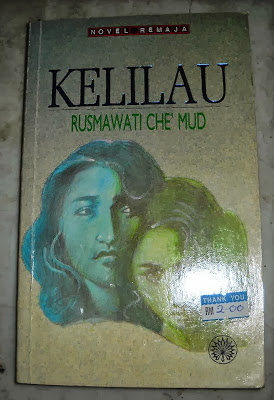 NOVEL REMAJA
KELILAU
RUSMAWATI CHE' MUD
THANK YOU
RM 2.00